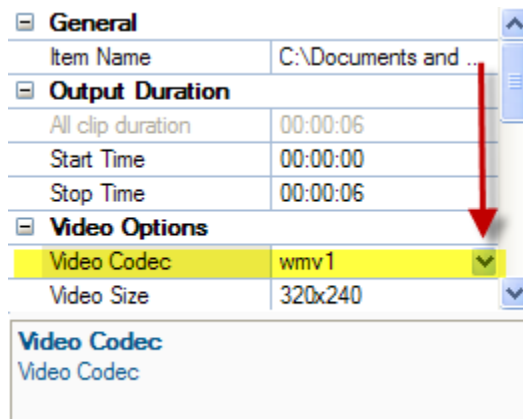 General
Item Name C:\Documents and ...
Output Duration
All clip duration 00:00:06
Start Time 00:00:00
Stop Time 00:00:06
Video Options
Video Codec wmv1
Video Size 320x240
Video Codec
Video Codec